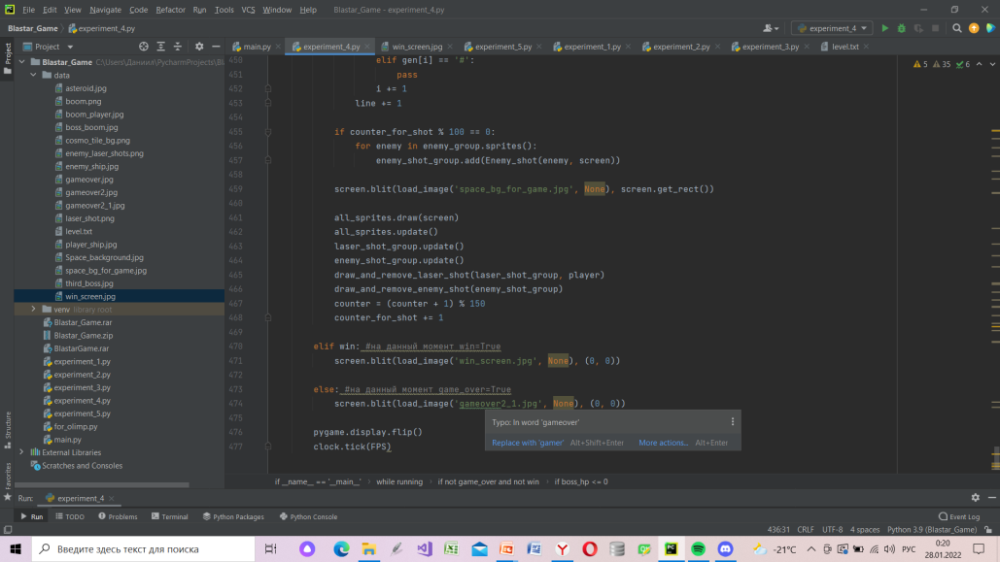 File Edit View Navigate Code Refactor Run Tools VCS Window Help Blastar_Game - experiment_4.py
Blastar_Game experiment_4.py experiment_4
Project main.py experiment_4.py win_screen.jpg experiment_5.py experiment_1.py experiment_2.py experiment_3.py level.txt
Project
Structure
Favorites
Blastar_Game C:\Users\Даниил\PycharmProjects\Bl
data
asteroid.jpg
boom.png
boom_player.jpg
boss_boom.jpg
cosmo_tile_bg.png
enemy_laser_shots.png
enemy_ship.jpg
gameover.jpg
gameover2.jpg
gameover2_1.jpg
laser_shot.png
level.txt
player_ship.jpg
Space_background.jpg
space_bg_for_game.jpg
third_boss.jpg
win_screen.jpg
venv library root
Blastar_Game.rar
Blastar_Game.zip
BlastarGame.rar
experiment_1.py
experiment_2.py
experiment_3.py
experiment_4.py
experiment_5.py
for_olimp.py
main.py
External Libraries
Scratches and Consoles
5 35 6
450 elif gen[i] == '#':
451 pass
452 i += 1
453 line += 1
454
455 if counter_for_shot % 100 == 0:
456 for enemy in enemy_group.sprites():
457 enemy_shot_group.add(Enemy_shot(enemy, screen))
458
459 screen.blit(load_image('space_bg_for_game.jpg', None), screen.get_rect())
460
461 all_sprites.draw(screen)
462 all_sprites.update()
463 laser_shot_group.update()
464 enemy_shot_group.update()
465 draw_and_remove_laser_shot(laser_shot_group, player)
466 draw_and_remove_enemy_shot(enemy_shot_group)
467 counter = (counter + 1) % 150
468 counter_for_shot += 1
469
470 elif win: #на данный момент win=True
471 screen.blit(load_image('win_screen.jpg', None), (0, 0))
472
473 else: #на данный момент game_over=True
474 screen.blit(load_image('gameover2_1.jpg', None), (0, 0))
475
476 pygame.display.flip()
477 clock.tick(FPS)
Typo: In word 'gameover'
Replace with 'gamer' Alt+Shift+Enter More actions... Alt+Enter
if __name__ == '__main__' while running if not game_over and not win if boss_hp <= 0
Run: experiment_4
Run TODO Problems Terminal Python Packages Python Console Event Log
436:31 CRLF UTF-8 4 spaces Python 3.9 (Blastar_Game)
Введите здесь текст для поиска
-21°C РУС
0:20
28.01.2022